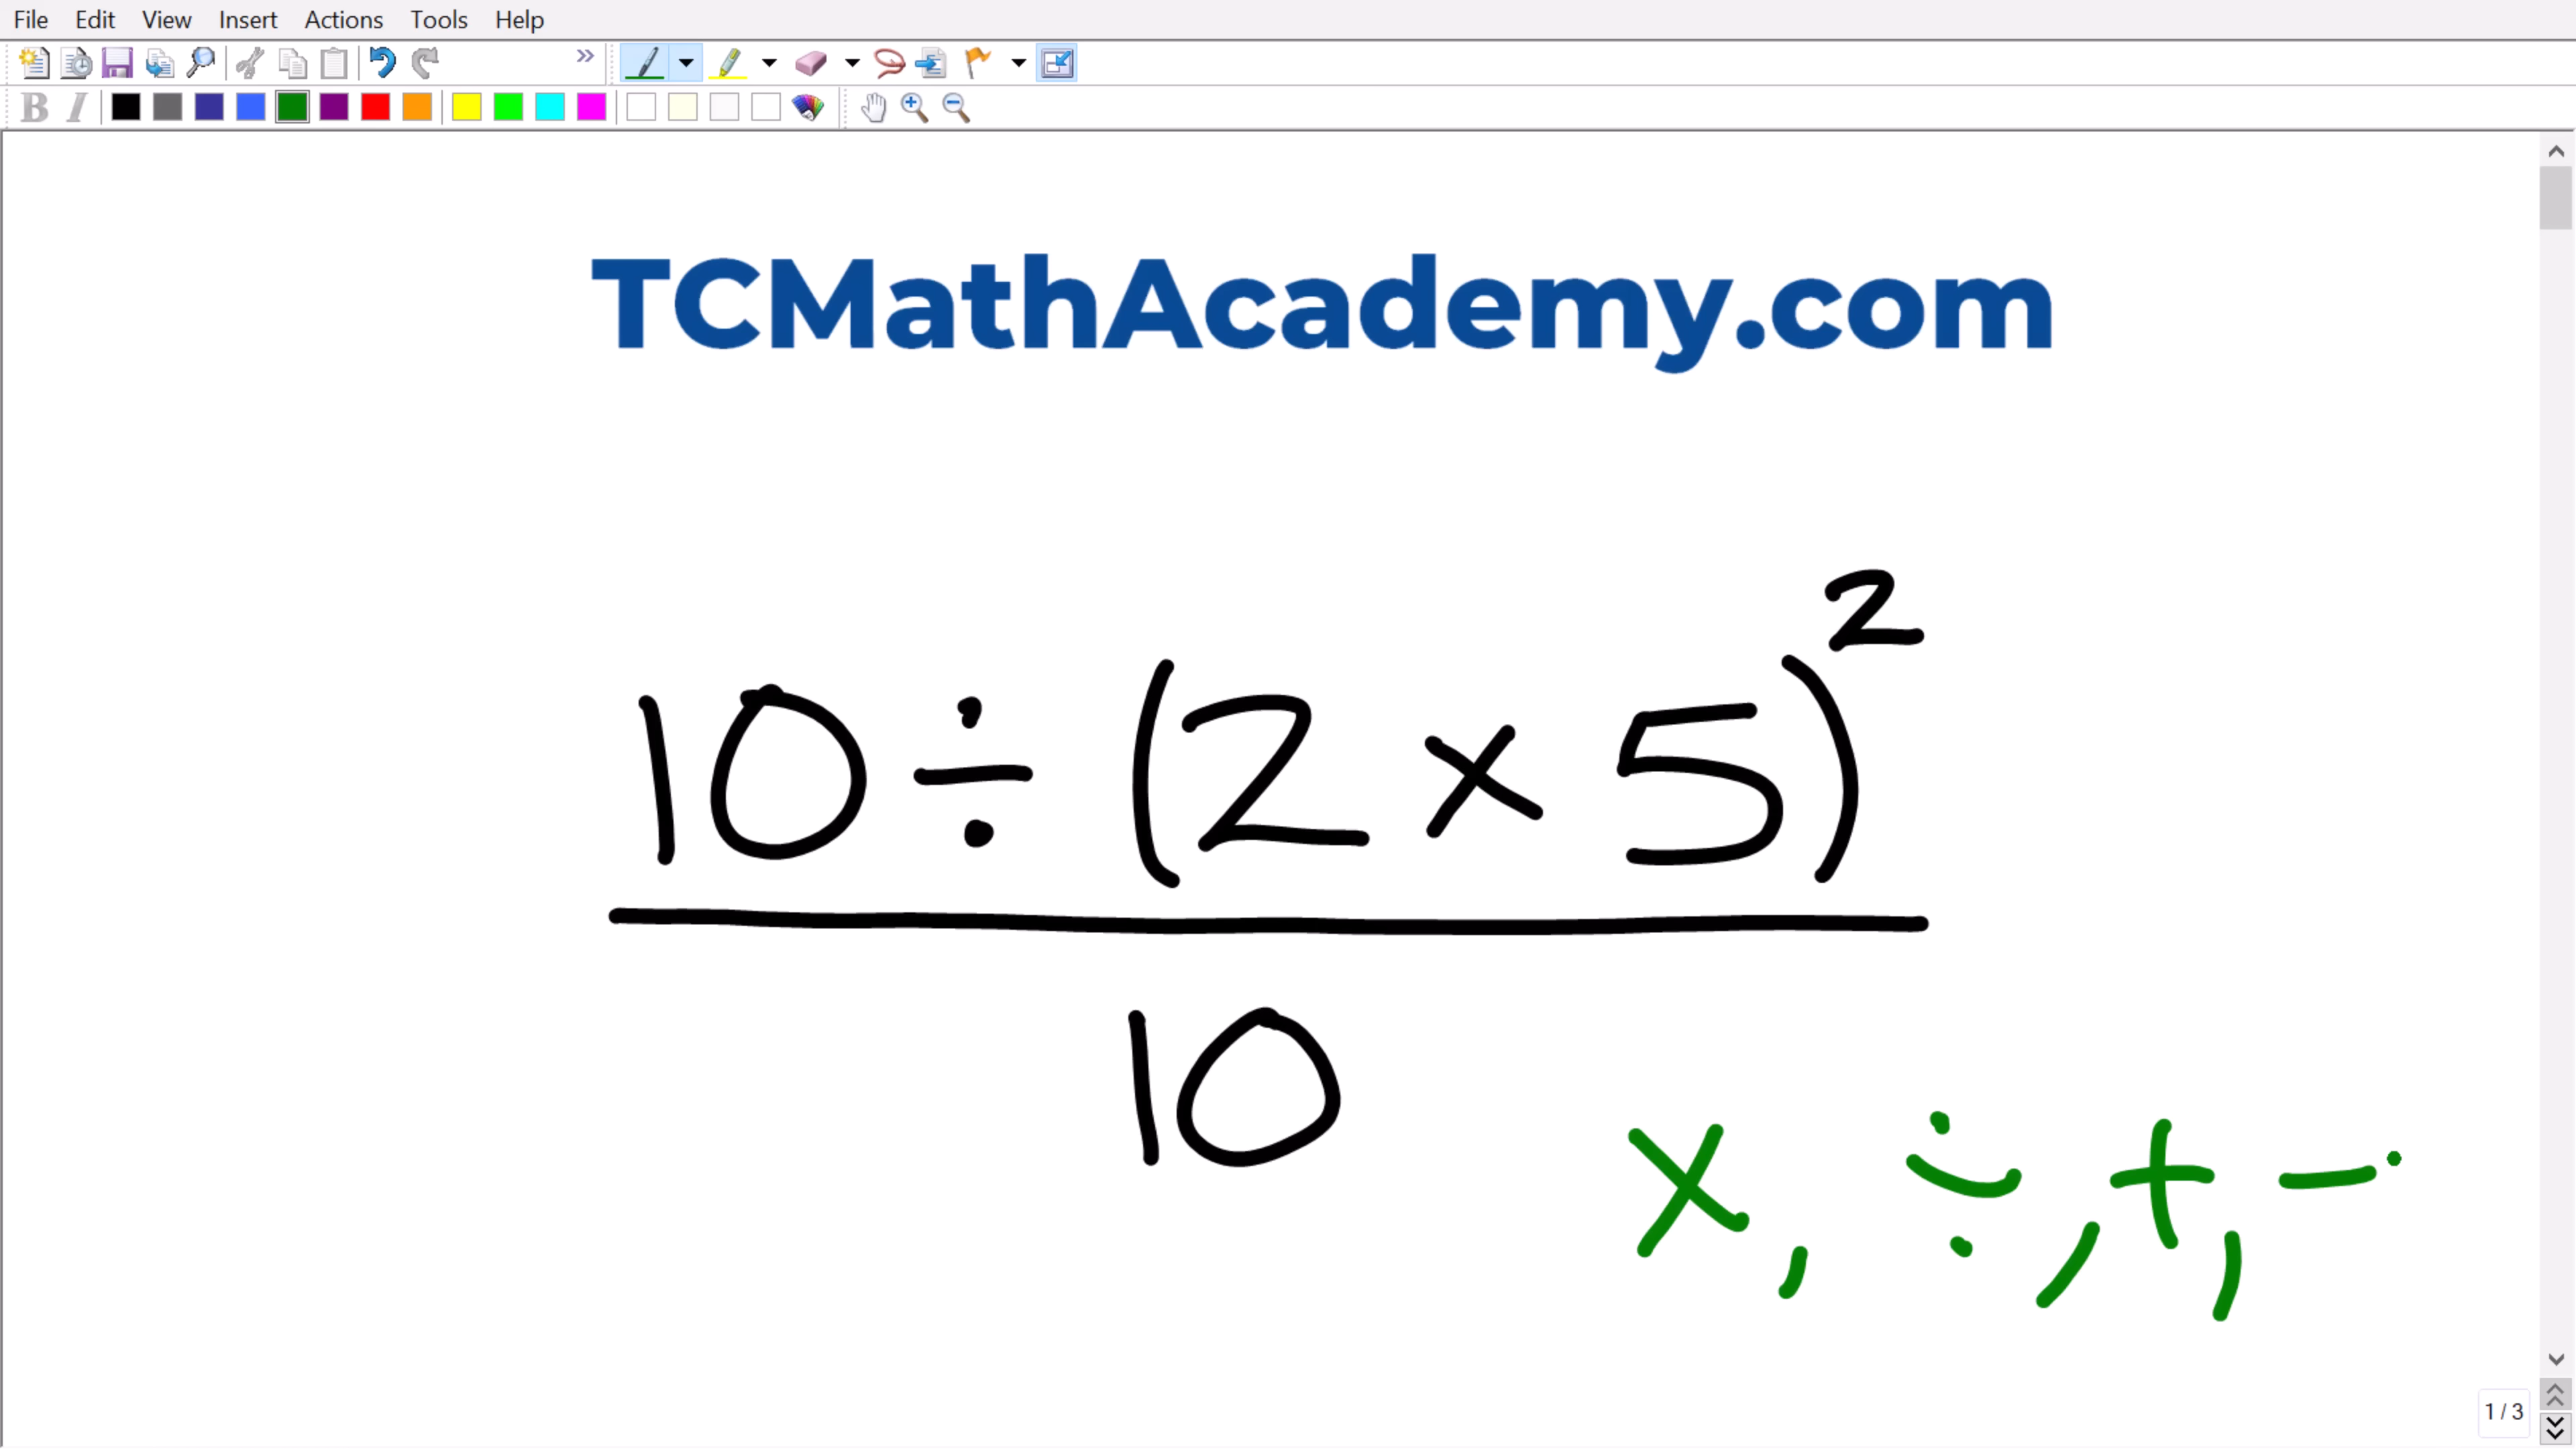 File Edit View Insert Actions Tools Help
B I
TCMathAcademy.com
10 ÷ (2 × 5)²
10
×, ÷, +, -
1 / 3